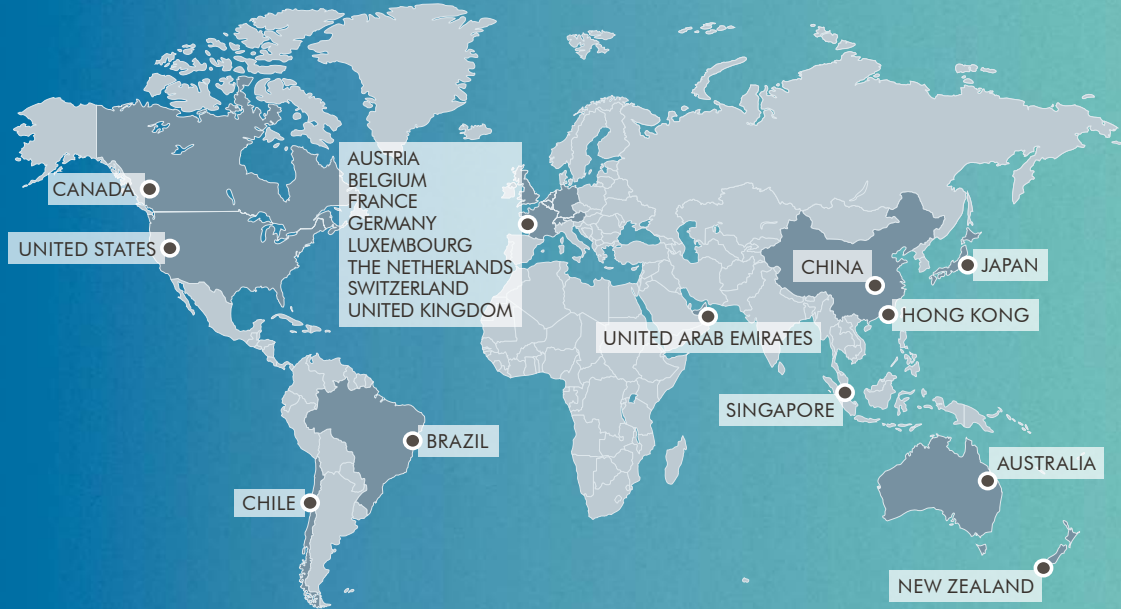 CANADA
UNITED STATES
AUSTRIA
BELGIUM
FRANCE
GERMANY
LUXEMBOURG
THE NETHERLANDS
SWITZERLAND
UNITED KINGDOM
CHINA
JAPAN
HONG KONG
UNITED ARAB EMIRATES
SINGAPORE
BRAZIL
CHILE
AUSTRALIA
NEW ZEALAND